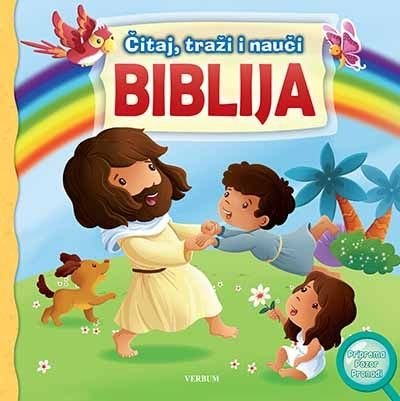 Čitaj, traži i nauči
BIBLIJA
Priprema
Pozor
Pronađi
VERBUM